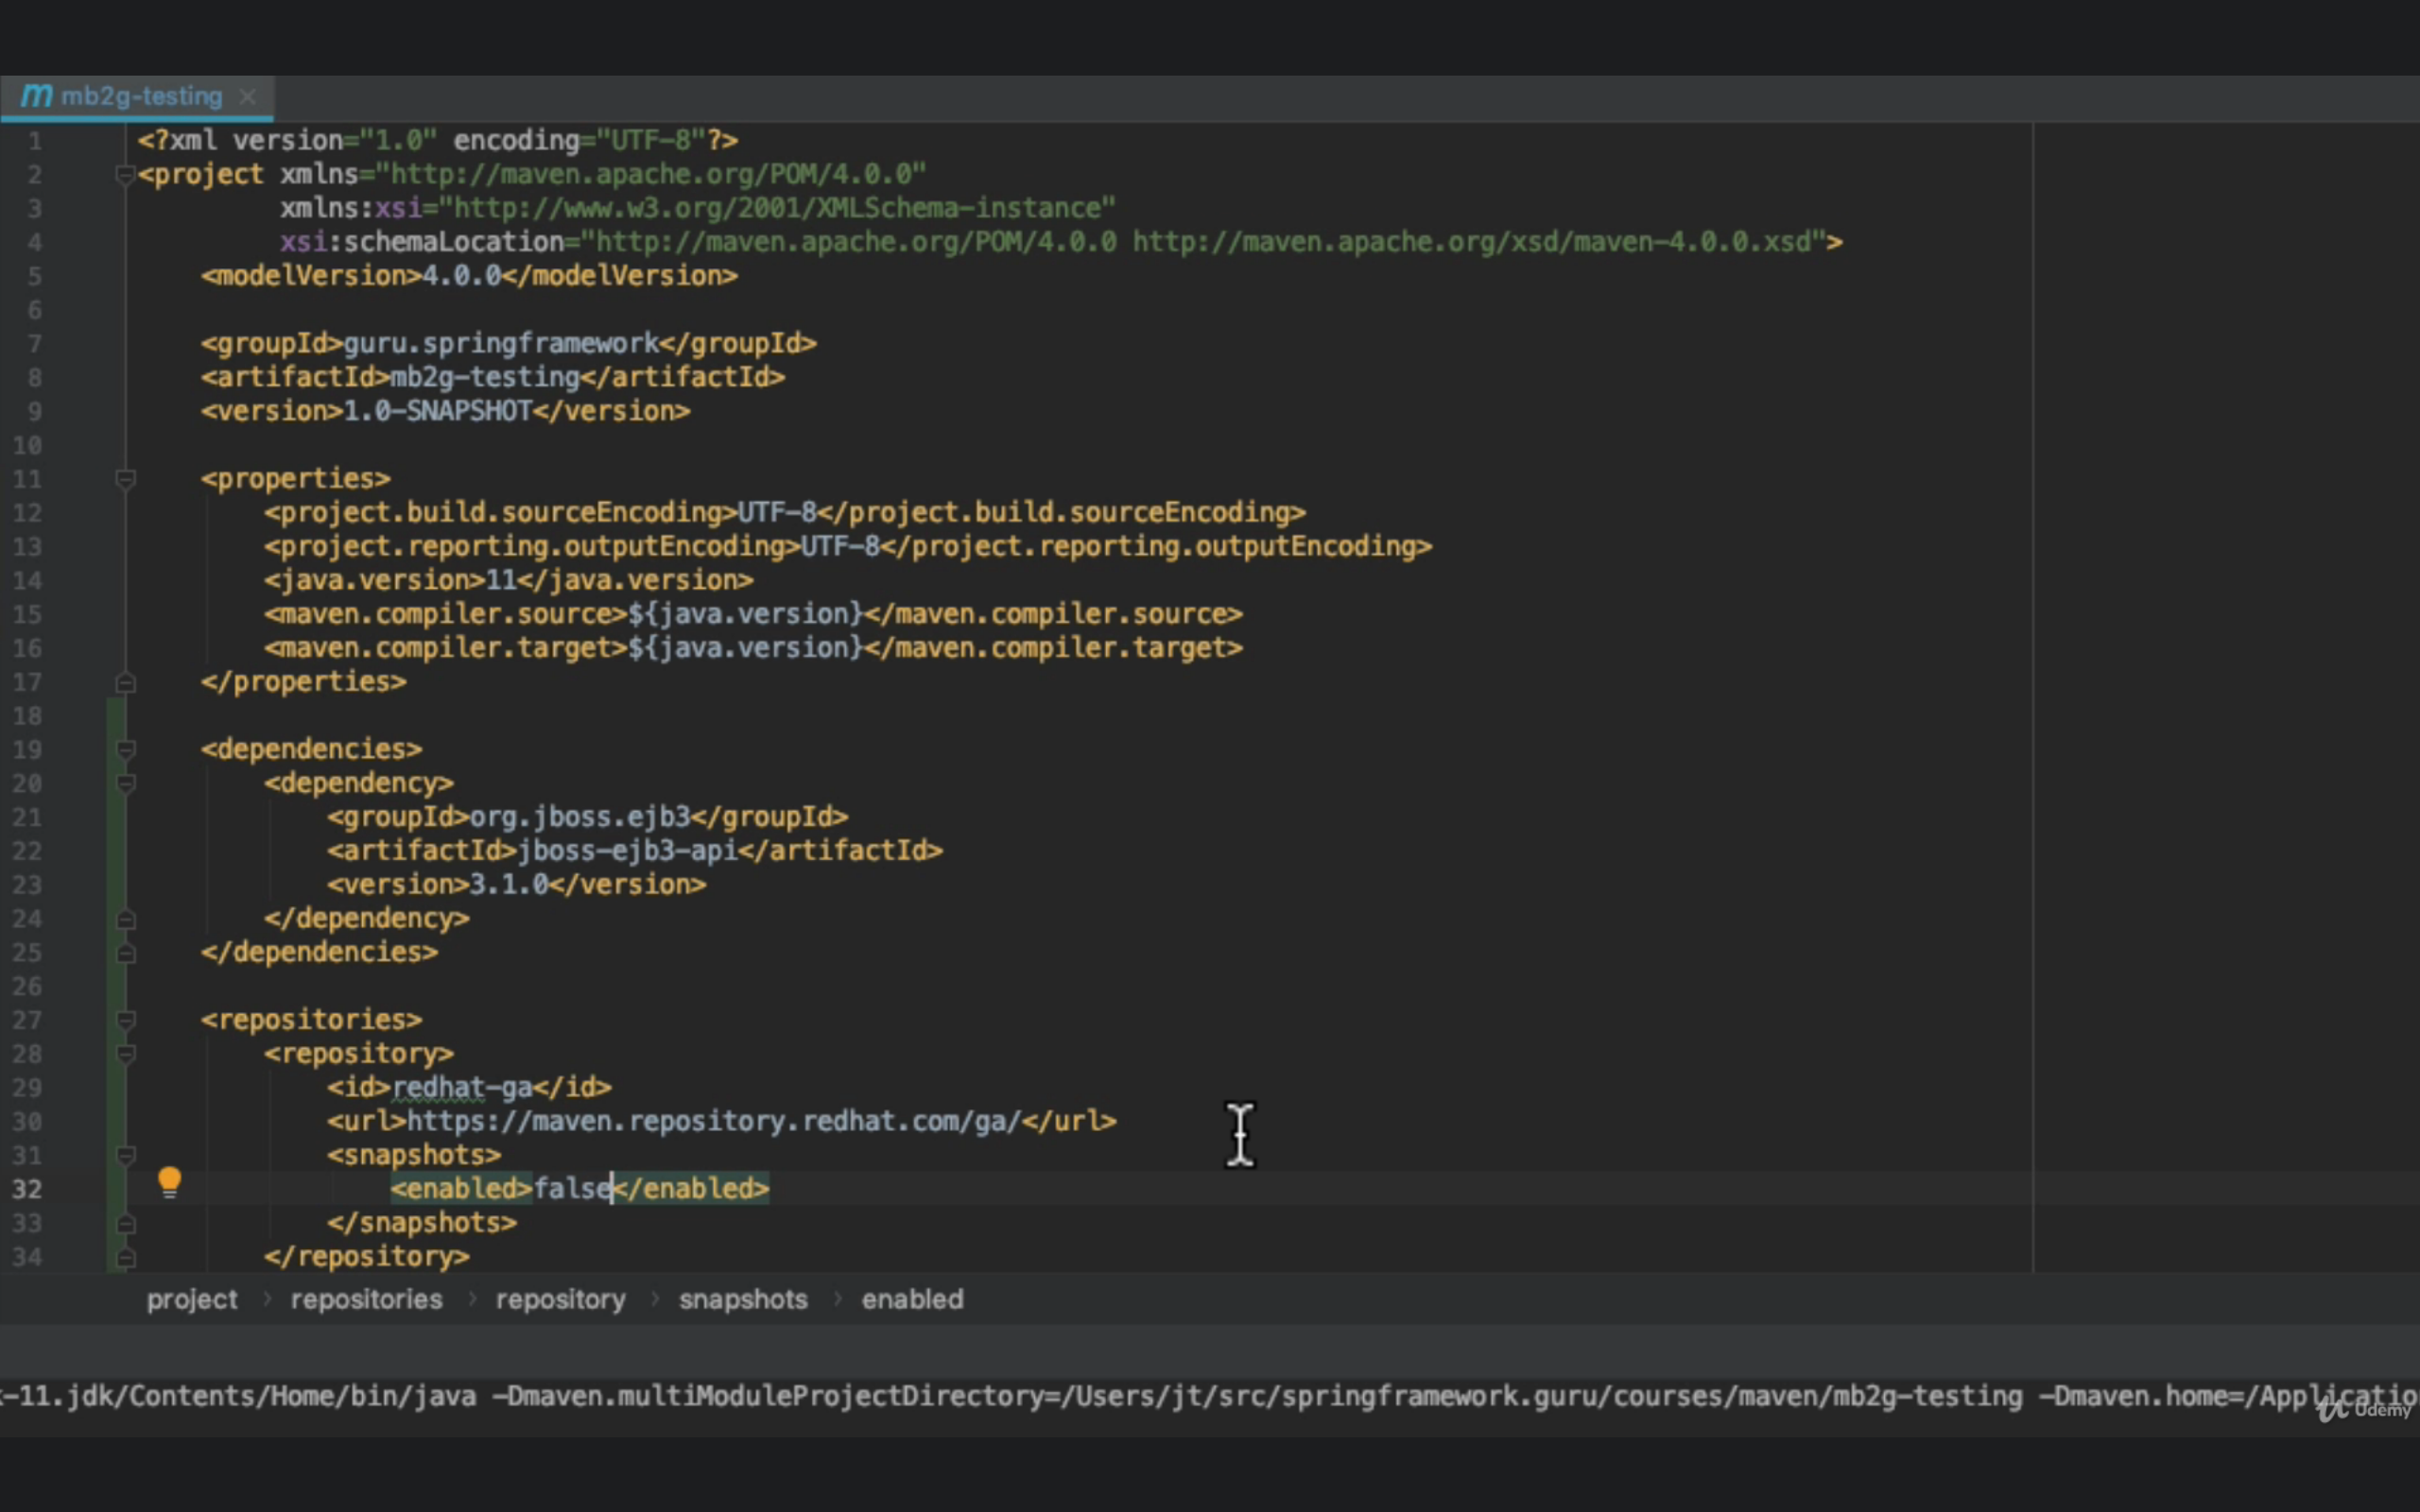 mb2g-testing
1 <?xml version="1.0" encoding="UTF-8"?>
2 <project xmlns="http://maven.apache.org/POM/4.0.0"
3 xmlns:xsi="http://www.w3.org/2001/XMLSchema-instance"
4 xsi:schemaLocation="http://maven.apache.org/POM/4.0.0 http://maven.apache.org/xsd/maven-4.0.0.xsd">
5 <modelVersion>4.0.0</modelVersion>
6
7 <groupId>guru.springframework</groupId>
8 <artifactId>mb2g-testing</artifactId>
9 <version>1.0-SNAPSHOT</version>
10
11 <properties>
12 <project.build.sourceEncoding>UTF-8</project.build.sourceEncoding>
13 <project.reporting.outputEncoding>UTF-8</project.reporting.outputEncoding>
14 <java.version>11</java.version>
15 <maven.compiler.source>${java.version}</maven.compiler.source>
16 <maven.compiler.target>${java.version}</maven.compiler.target>
17 </properties>
18
19 <dependencies>
20 <dependency>
21 <groupId>org.jboss.ejb3</groupId>
22 <artifactId>jboss-ejb3-api</artifactId>
23 <version>3.1.0</version>
24 </dependency>
25 </dependencies>
26
27 <repositories>
28 <repository>
29 <id>redhat-ga</id>
30 <url>https://maven.repository.redhat.com/ga/</url>
31 <snapshots>
32 <enabled>false</enabled>
33 </snapshots>
34 </repository>
project > repositories > repository > snapshots > enabled
-11.jdk/Contents/Home/bin/java -Dmaven.multiModuleProjectDirectory=/Users/jt/src/springframework.guru/courses/maven/mb2g-testing -Dmaven.home=/Applicatio
Udemy